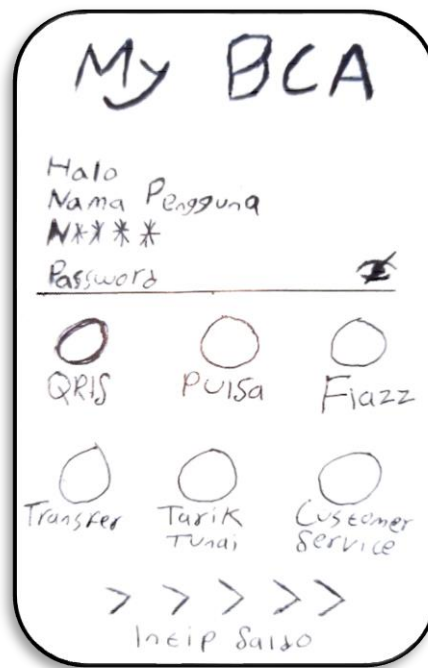 My BCA
Halo
Nama Pengguna
N****
Password
QRIS PUlSa Flazz
Transfer Tarik Tunai Customer Service
> > > > >
Intip Saldo